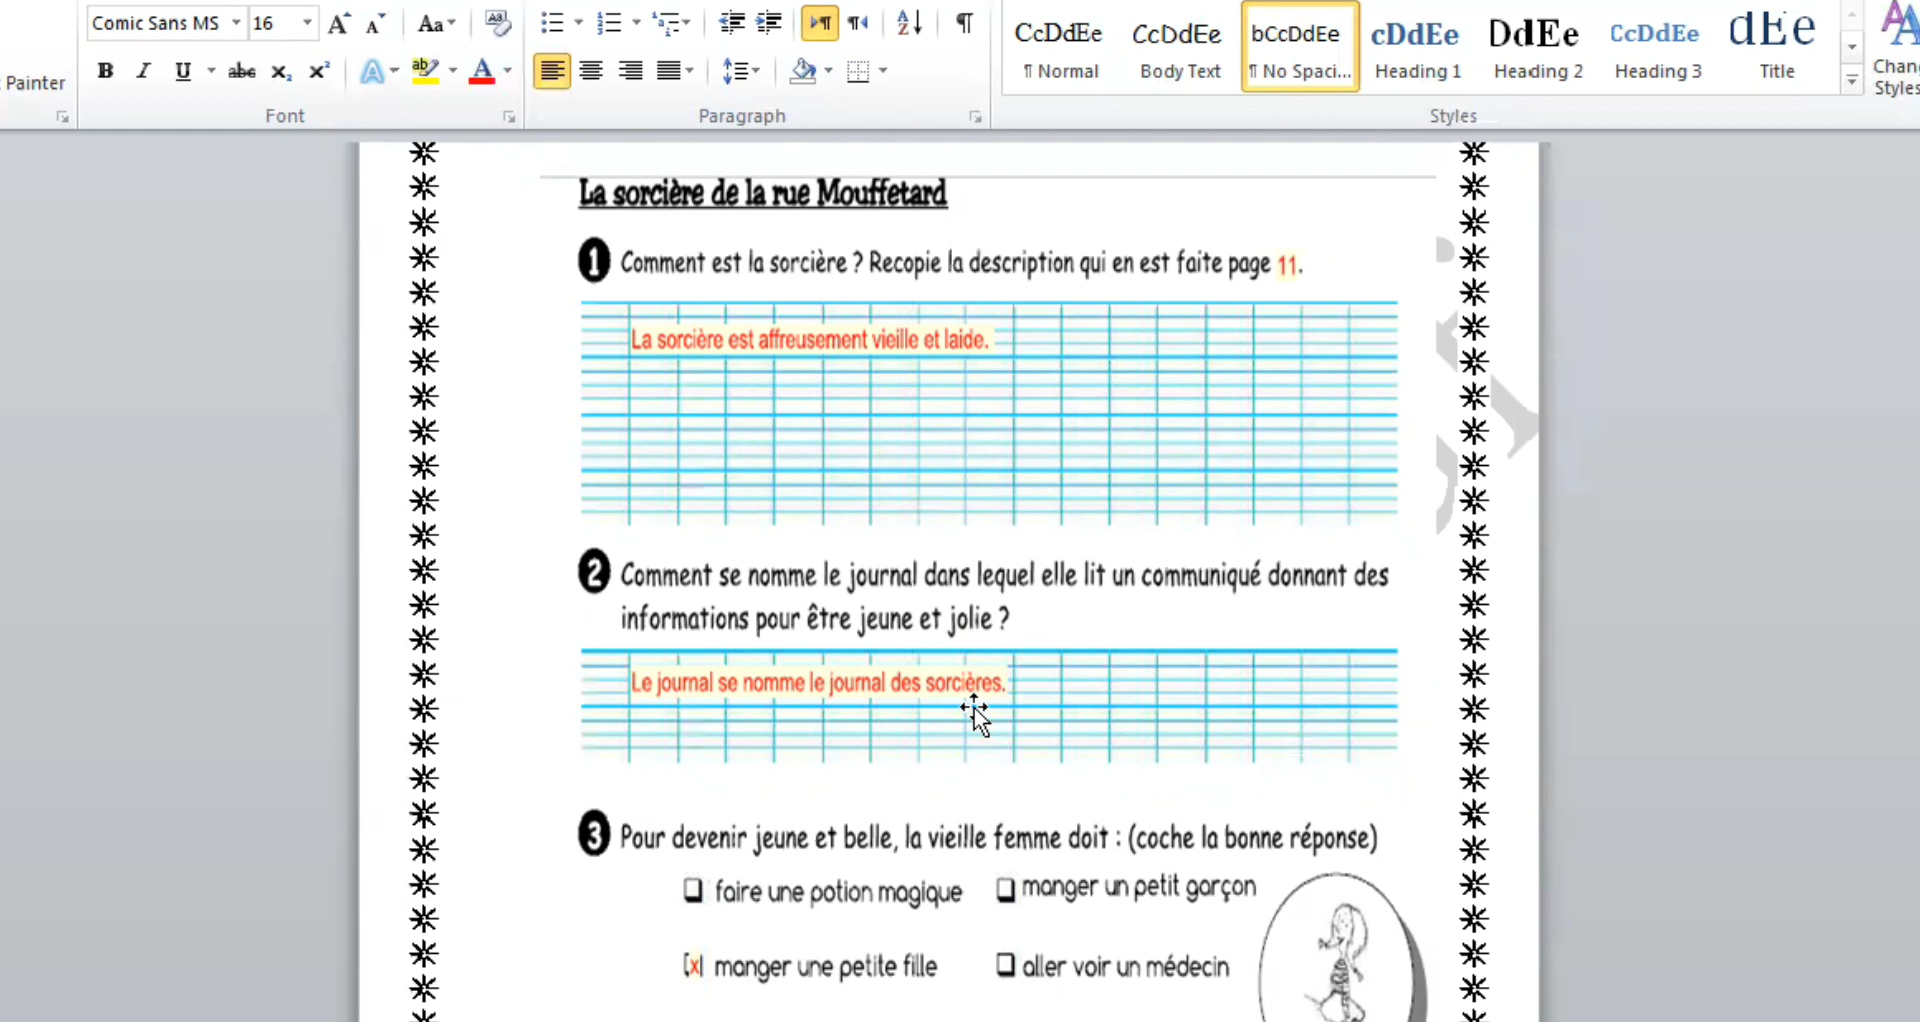 Comic Sans MS 16 Aa
Painter B I U abc x₂ x² A ab A
Font Paragraph Styles
CcDdEe CcDdEe bCcDdEe cDdEe DdEe CcDdEe dEe
¶ Normal Body Text ¶ No Spaci... Heading 1 Heading 2 Heading 3 Title
Styles
La sorcière de la rue Mouffetard
1 Comment est la sorcière ? Recopie la description qui en est faite page 11.
La sorcière est affreusement vieille et laide.
2 Comment se nomme le journal dans lequel elle lit un communiqué donnant des
informations pour être jeune et jolie ?
Le journal se nomme le journal des sorcières.
3 Pour devenir jeune et belle, la vieille femme doit : (coche la bonne réponse)
faire une potion magique manger un petit garçon
[x] manger une petite fille aller voir un médecin